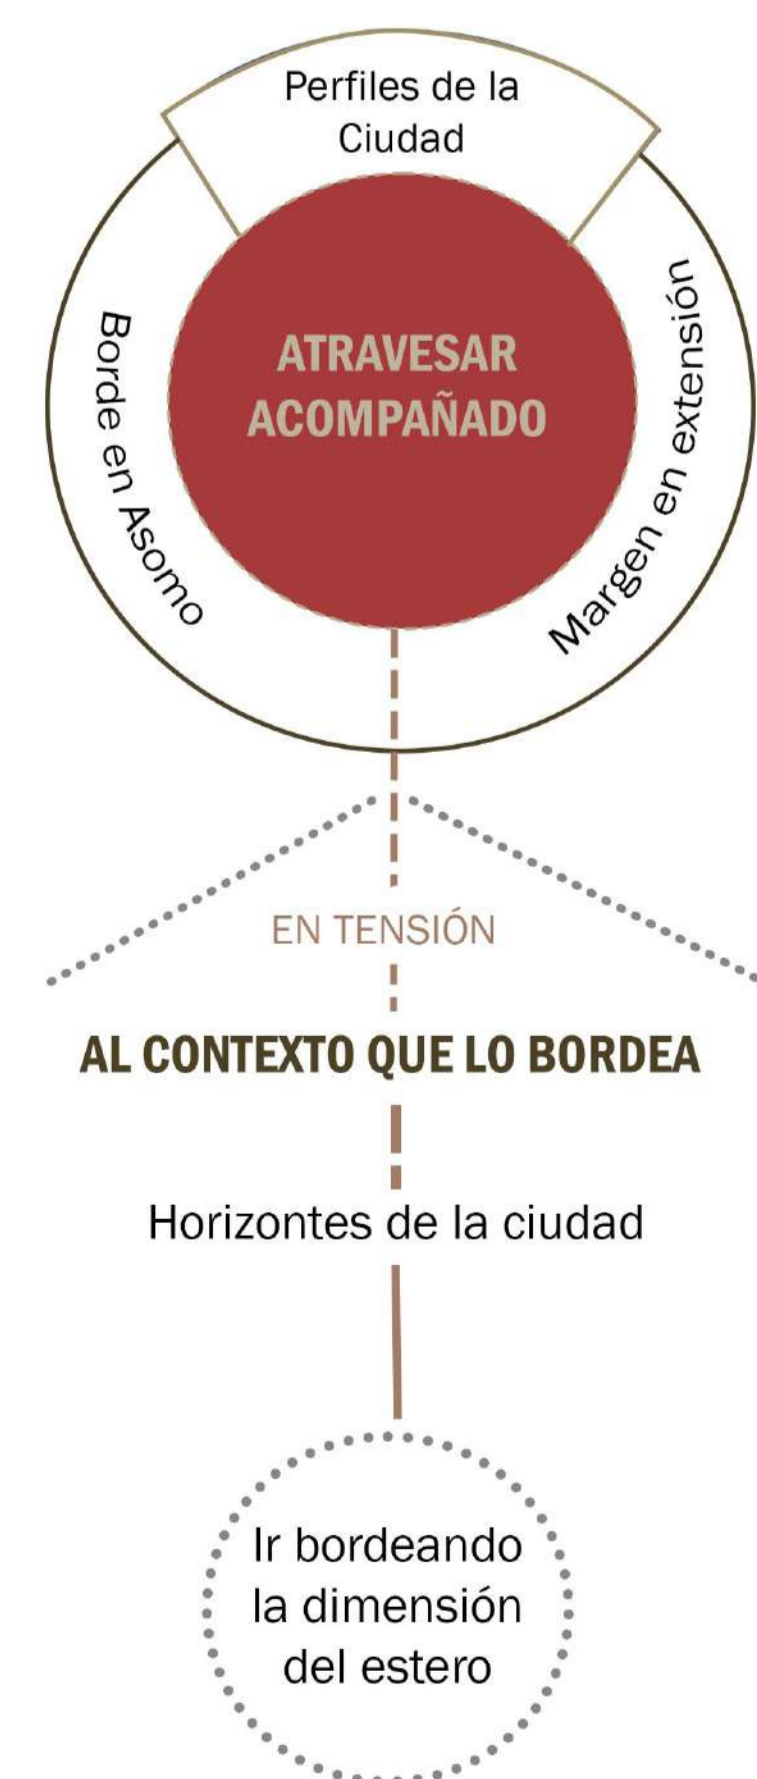 Perfiles de la
Ciudad
Borde en Asomo
ATRAVESAR
ACOMPAÑADO
Margen en extensión
EN TENSIÓN
AL CONTEXTO QUE LO BORDEA
Horizontes de la ciudad
Ir bordeando
la dimensión
del estero